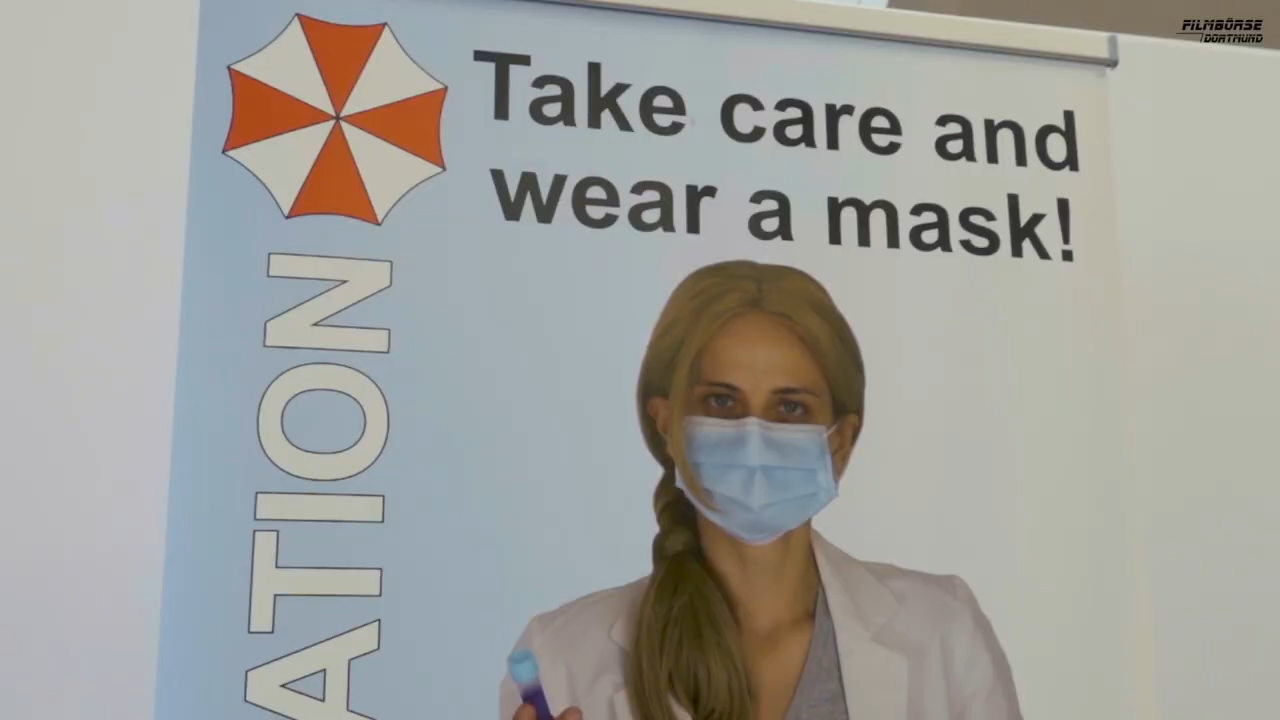 FILMBÖRSE
/DORTMUND
Take care and
wear a mask!
ATION